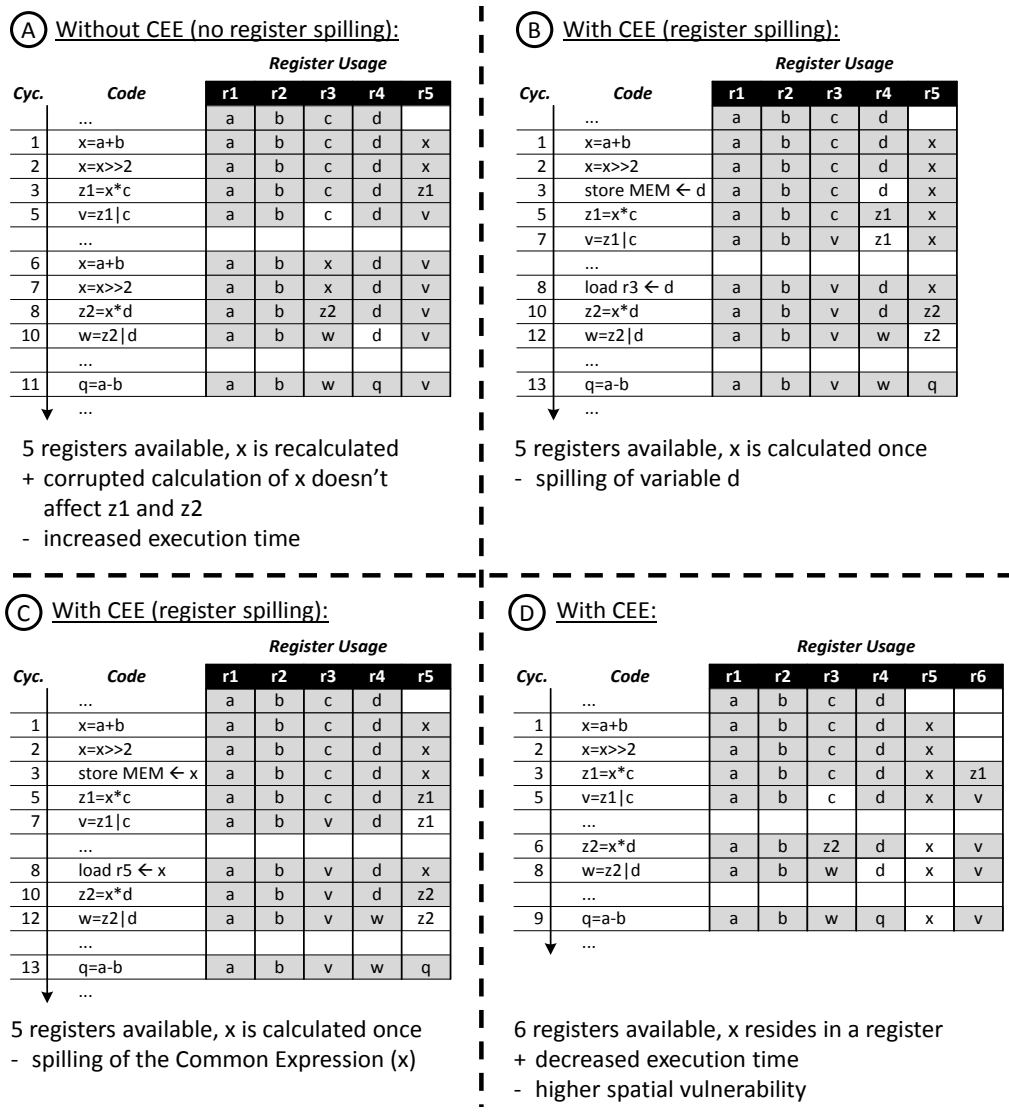 A Without CEE (no register spilling):
Register Usage
Cyc. Code r1 r2 r3 r4 r5
... a b c d
1 x=a+b a b c d x
2 x=x>>2 a b c d x
3 z1=x*c a b c d z1
5 v=z1|c a b c d v
...
6 x=a+b a b x d v
7 x=x>>2 a b x d v
8 z2=x*d a b z2 d v
10 w=z2|d a b w d v
...
11 q=a-b a b w q v
...
5 registers available, x is recalculated
+ corrupted calculation of x doesn't
affect z1 and z2
- increased execution time
B With CEE (register spilling):
Register Usage
Cyc. Code r1 r2 r3 r4 r5
... a b c d
1 x=a+b a b c d x
2 x=x>>2 a b c d x
3 store MEM ← d a b c d x
5 z1=x*c a b c z1 x
7 v=z1|c a b v z1 x
...
8 load r3 ← d a b v d x
10 z2=x*d a b v d z2
12 w=z2|d a b v w z2
...
13 q=a-b a b v w q
...
5 registers available, x is calculated once
- spilling of variable d
C With CEE (register spilling):
Register Usage
Cyc. Code r1 r2 r3 r4 r5
... a b c d
1 x=a+b a b c d x
2 x=x>>2 a b c d x
3 store MEM ← x a b c d x
5 z1=x*c a b c d z1
7 v=z1|c a b v d z1
...
8 load r5 ← x a b v d x
10 z2=x*d a b v d z2
12 w=z2|d a b v w z2
...
13 q=a-b a b v w q
...
5 registers available, x is calculated once
- spilling of the Common Expression (x)
D With CEE:
Register Usage
Cyc. Code r1 r2 r3 r4 r5 r6
... a b c d
1 x=a+b a b c d x
2 x=x>>2 a b c d x
3 z1=x*c a b c d x z1
5 v=z1|c a b c d x v
...
6 z2=x*d a b z2 d x v
8 w=z2|d a b w d x v
...
9 q=a-b a b w q x v
...
6 registers available, x resides in a register
+ decreased execution time
- higher spatial vulnerability